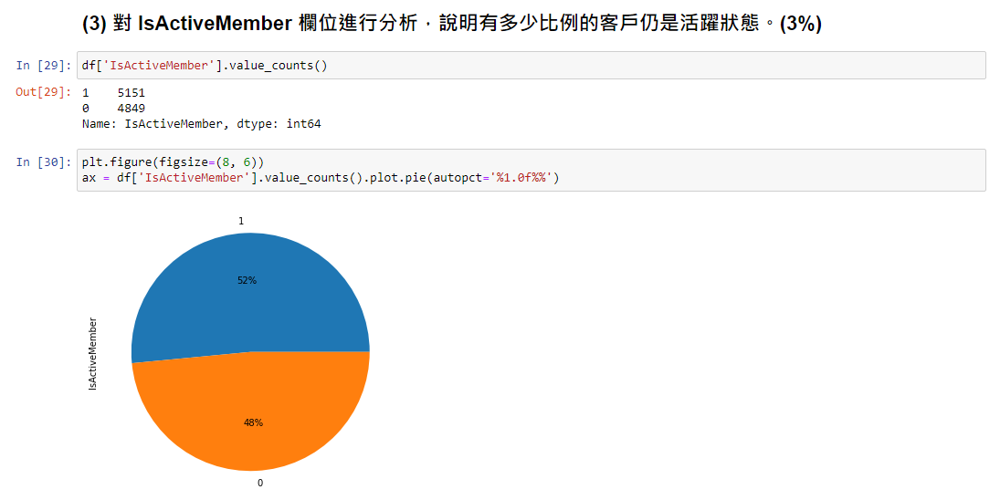 (3) 對 IsActiveMember 欄位進行分析，說明有多少比例的客戶仍是活躍狀態。(3%)
In [29]: df['IsActiveMember'].value_counts()
Out[29]: 1    5151
0    4849
Name: IsActiveMember, dtype: int64
In [30]: plt.figure(figsize=(8, 6))
ax = df['IsActiveMember'].value_counts().plot.pie(autopct='%1.0f%%')
1
52%
IsActiveMember
48%
0